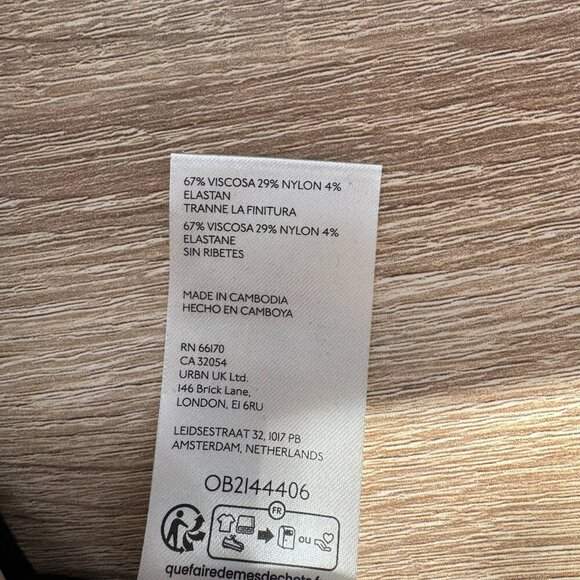 67% VISCOSA 29% NYLON 4%
ELASTAN
TRANNE LA FINITURA
67% VISCOSA 29% NYLON 4%
ELASTANE
SIN RIBETES
MADE IN CAMBODIA
HECHO EN CAMBOYA
RN 66170
CA 32054
URBN UK Ltd.
146 Brick Lane,
LONDON, E1 6RU
LEIDSESTRAAT 32, 1017 PB
AMSTERDAM, NETHERLANDS
OB2144406
FR
OU
quefairedemesdechets.f